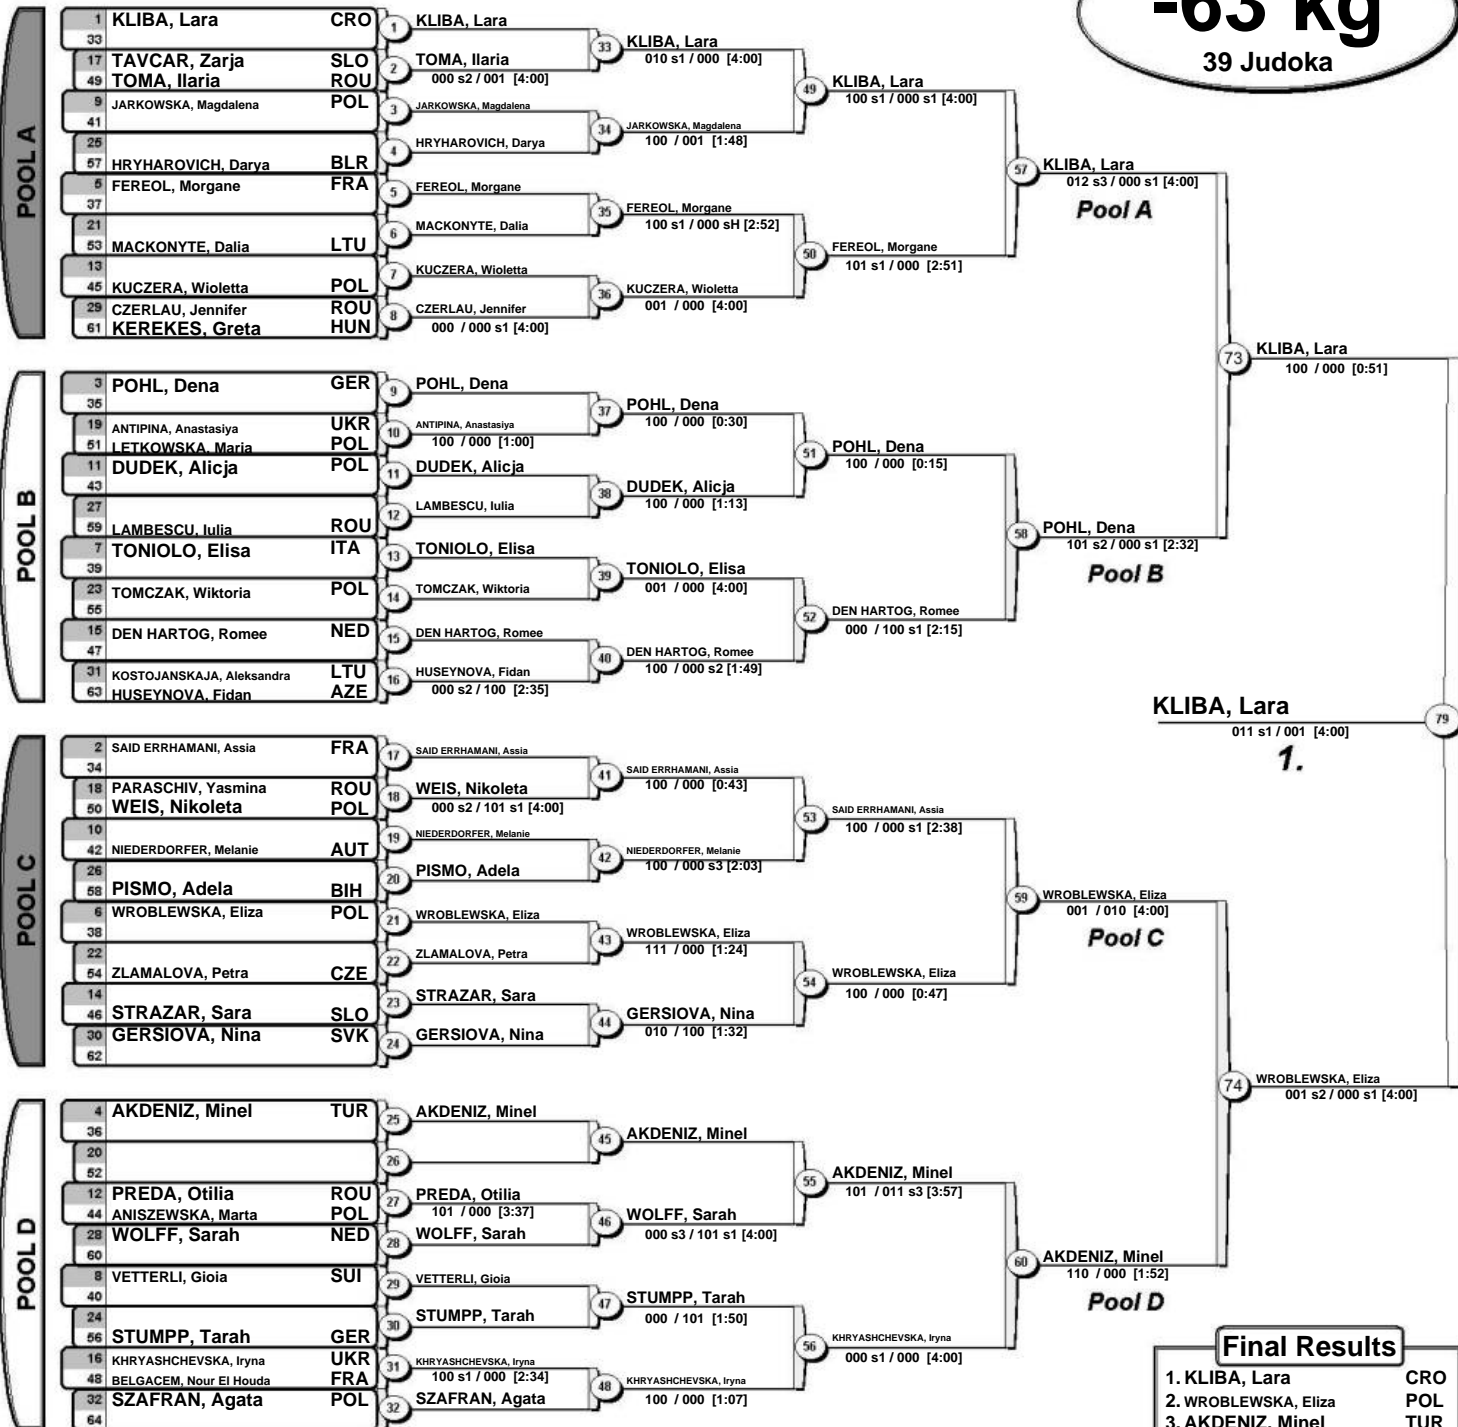 -63 kg
39 Judoka
POOL A
1 KLIBA, Lara CRO
33
17 TAVCAR, Zarja SLO
49 TOMA, Ilaria ROU
9 JARKOWSKA, Magdalena POL
41
25
57 HRYHAROVICH, Darya BLR
5 FEREOL, Morgane FRA
37
21
53 MACKONYTE, Dalia LTU
13
45 KUCZERA, Wioletta POL
29 CZERLAU, Jennifer ROU
61 KEREKES, Greta HUN
1 KLIBA, Lara
2 TOMA, Ilaria
000 s2 / 001 [4:00]
3 JARKOWSKA, Magdalena
4 HRYHAROVICH, Darya
5 FEREOL, Morgane
6 MACKONYTE, Dalia
7 KUCZERA, Wioletta
8 CZERLAU, Jennifer
000 / 000 s1 [4:00]
33 KLIBA, Lara
010 s1 / 000 [4:00]
34 JARKOWSKA, Magdalena
100 / 001 [1:48]
35 FEREOL, Morgane
100 s1 / 000 sH [2:52]
36 KUCZERA, Wioletta
001 / 000 [4:00]
49 KLIBA, Lara
100 s1 / 000 s1 [4:00]
50 FEREOL, Morgane
101 s1 / 000 [2:51]
57 KLIBA, Lara
012 s3 / 000 s1 [4:00]
Pool A
POOL B
3 POHL, Dena GER
35
19 ANTIPINA, Anastasiya UKR
51 LETKOWSKA, Maria POL
11 DUDEK, Alicja POL
43
27
59 LAMBESCU, Iulia ROU
7 TONIOLO, Elisa ITA
39
23 TOMCZAK, Wiktoria POL
55
15 DEN HARTOG, Romee NED
47
31 KOSTOJANSKAJA, Aleksandra LTU
63 HUSEYNOVA, Fidan AZE
9 POHL, Dena
10 ANTIPINA, Anastasiya
100 / 000 [1:00]
11 DUDEK, Alicja
12 LAMBESCU, Iulia
13 TONIOLO, Elisa
14 TOMCZAK, Wiktoria
15 DEN HARTOG, Romee
16 HUSEYNOVA, Fidan
000 s2 / 100 [2:35]
37 POHL, Dena
100 / 000 [0:30]
38 DUDEK, Alicja
100 / 000 [1:13]
39 TONIOLO, Elisa
001 / 000 [4:00]
40 DEN HARTOG, Romee
100 / 000 s2 [1:49]
51 POHL, Dena
100 / 000 [0:15]
52 DEN HARTOG, Romee
000 / 100 s1 [2:15]
58 POHL, Dena
101 s2 / 000 s1 [2:32]
Pool B
73 KLIBA, Lara
100 / 000 [0:51]
KLIBA, Lara
79
011 s1 / 001 [4:00]
1.
POOL C
2 SAID ERRHAMANI, Assia FRA
34
18 PARASCHIV, Yasmina ROU
50 WEIS, Nikoleta POL
10
42 NIEDERDORFER, Melanie AUT
26
58 PISMO, Adela BIH
6 WROBLEWSKA, Eliza POL
38
22
54 ZLAMALOVA, Petra CZE
14
46 STRAZAR, Sara SLO
30 GERSIOVA, Nina SVK
62
17 SAID ERRHAMANI, Assia
18 WEIS, Nikoleta
000 s2 / 101 s1 [4:00]
19 NIEDERDORFER, Melanie
20 PISMO, Adela
21 WROBLEWSKA, Eliza
22 ZLAMALOVA, Petra
23 STRAZAR, Sara
24 GERSIOVA, Nina
41 SAID ERRHAMANI, Assia
100 / 000 [0:43]
42 NIEDERDORFER, Melanie
100 / 000 s3 [2:03]
43 WROBLEWSKA, Eliza
111 / 000 [1:24]
44 GERSIOVA, Nina
010 / 100 [1:32]
53 SAID ERRHAMANI, Assia
100 / 000 s1 [2:38]
54 WROBLEWSKA, Eliza
100 / 000 [0:47]
59 WROBLEWSKA, Eliza
001 / 010 [4:00]
Pool C
74 WROBLEWSKA, Eliza
001 s2 / 000 s1 [4:00]
POOL D
4 AKDENIZ, Minel TUR
36
20
52
12 PREDA, Otilia ROU
44 ANISZEWSKA, Marta POL
28 WOLFF, Sarah NED
60
8 VETTERLI, Gioia SUI
40
24
56 STUMPP, Tarah GER
16 KHRYASHCHEVSKA, Iryna UKR
48 BELGACEM, Nour El Houda FRA
32 SZAFRAN, Agata POL
64
25 AKDENIZ, Minel
26
27 PREDA, Otilia
101 / 000 [3:37]
28 WOLFF, Sarah
29 VETTERLI, Gioia
30 STUMPP, Tarah
31 KHRYASHCHEVSKA, Iryna
100 s1 / 000 [2:34]
32 SZAFRAN, Agata
45 AKDENIZ, Minel
46 WOLFF, Sarah
000 s3 / 101 s1 [4:00]
47 STUMPP, Tarah
000 / 101 [1:50]
48 KHRYASHCHEVSKA, Iryna
100 / 000 [1:07]
55 AKDENIZ, Minel
101 / 011 s3 [3:57]
56 KHRYASHCHEVSKA, Iryna
000 s1 / 000 [4:00]
60 AKDENIZ, Minel
110 / 000 [1:52]
Pool D
Final Results
1. KLIBA, Lara CRO
2. WROBLEWSKA, Eliza POL
3. AKDENIZ, Minel TUR